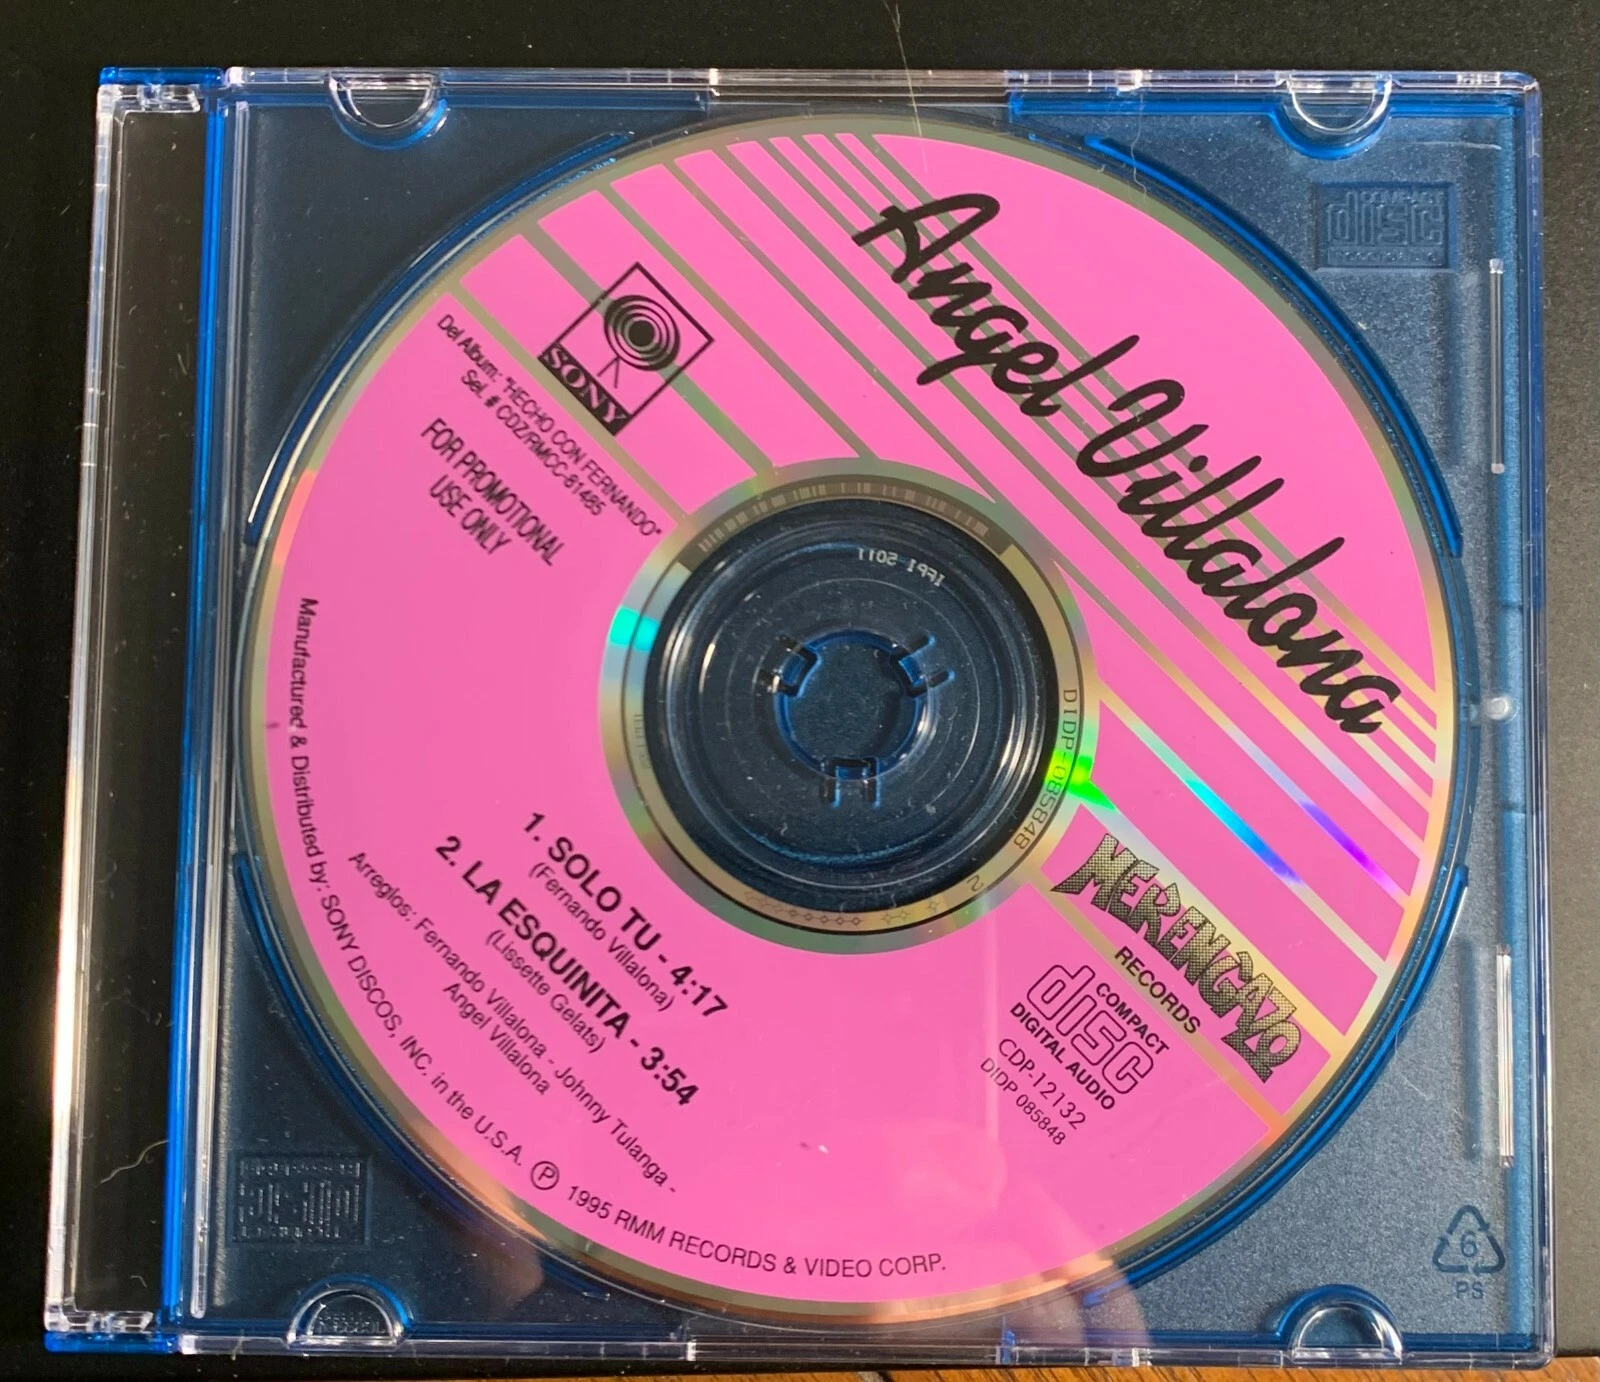 Angel Villalona
SONY
Del Album: "HECHO CON FERNANDO"
Sel. # CDZ/RMCC-81485
FOR PROMOTIONAL
USE ONLY
MERENGAZO
RECORDS
COMPACT
disc
DIGITAL AUDIO
CDP-12132
DIDP 085848
1. SOLO TU - 4:17
(Fernando Villalona)
2. LA ESQUINITA - 3:54
(Lissette Gelats)
Arreglos: Fernando Villalona - Johnny Tulanga -
Angel Villalona
Manufactured & Distributed by: SONY DISCOS, INC. in the U.S.A. Ⓟ 1995 RMM RECORDS & VIDEO CORP.
IFPI 5011
DIDP-085848 2
COMPACT
disc
6
PS